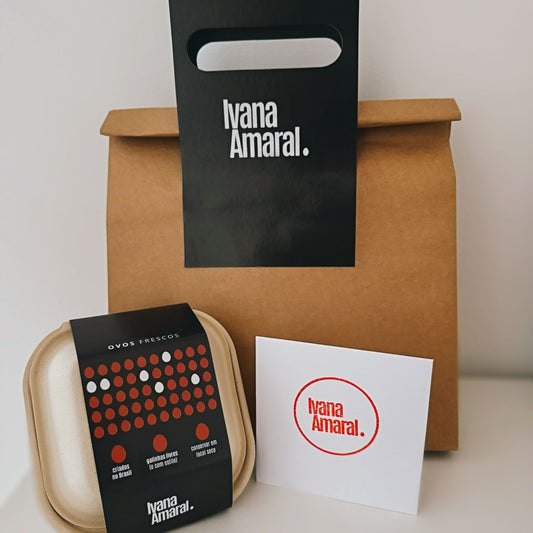 Ivana
Amaral.
OVOS FRESCOS
criados
no Brasil
galinhas livres
(e com estilo)
conservar em
local seco
Ivana
Amaral.
Ivana
Amaral.